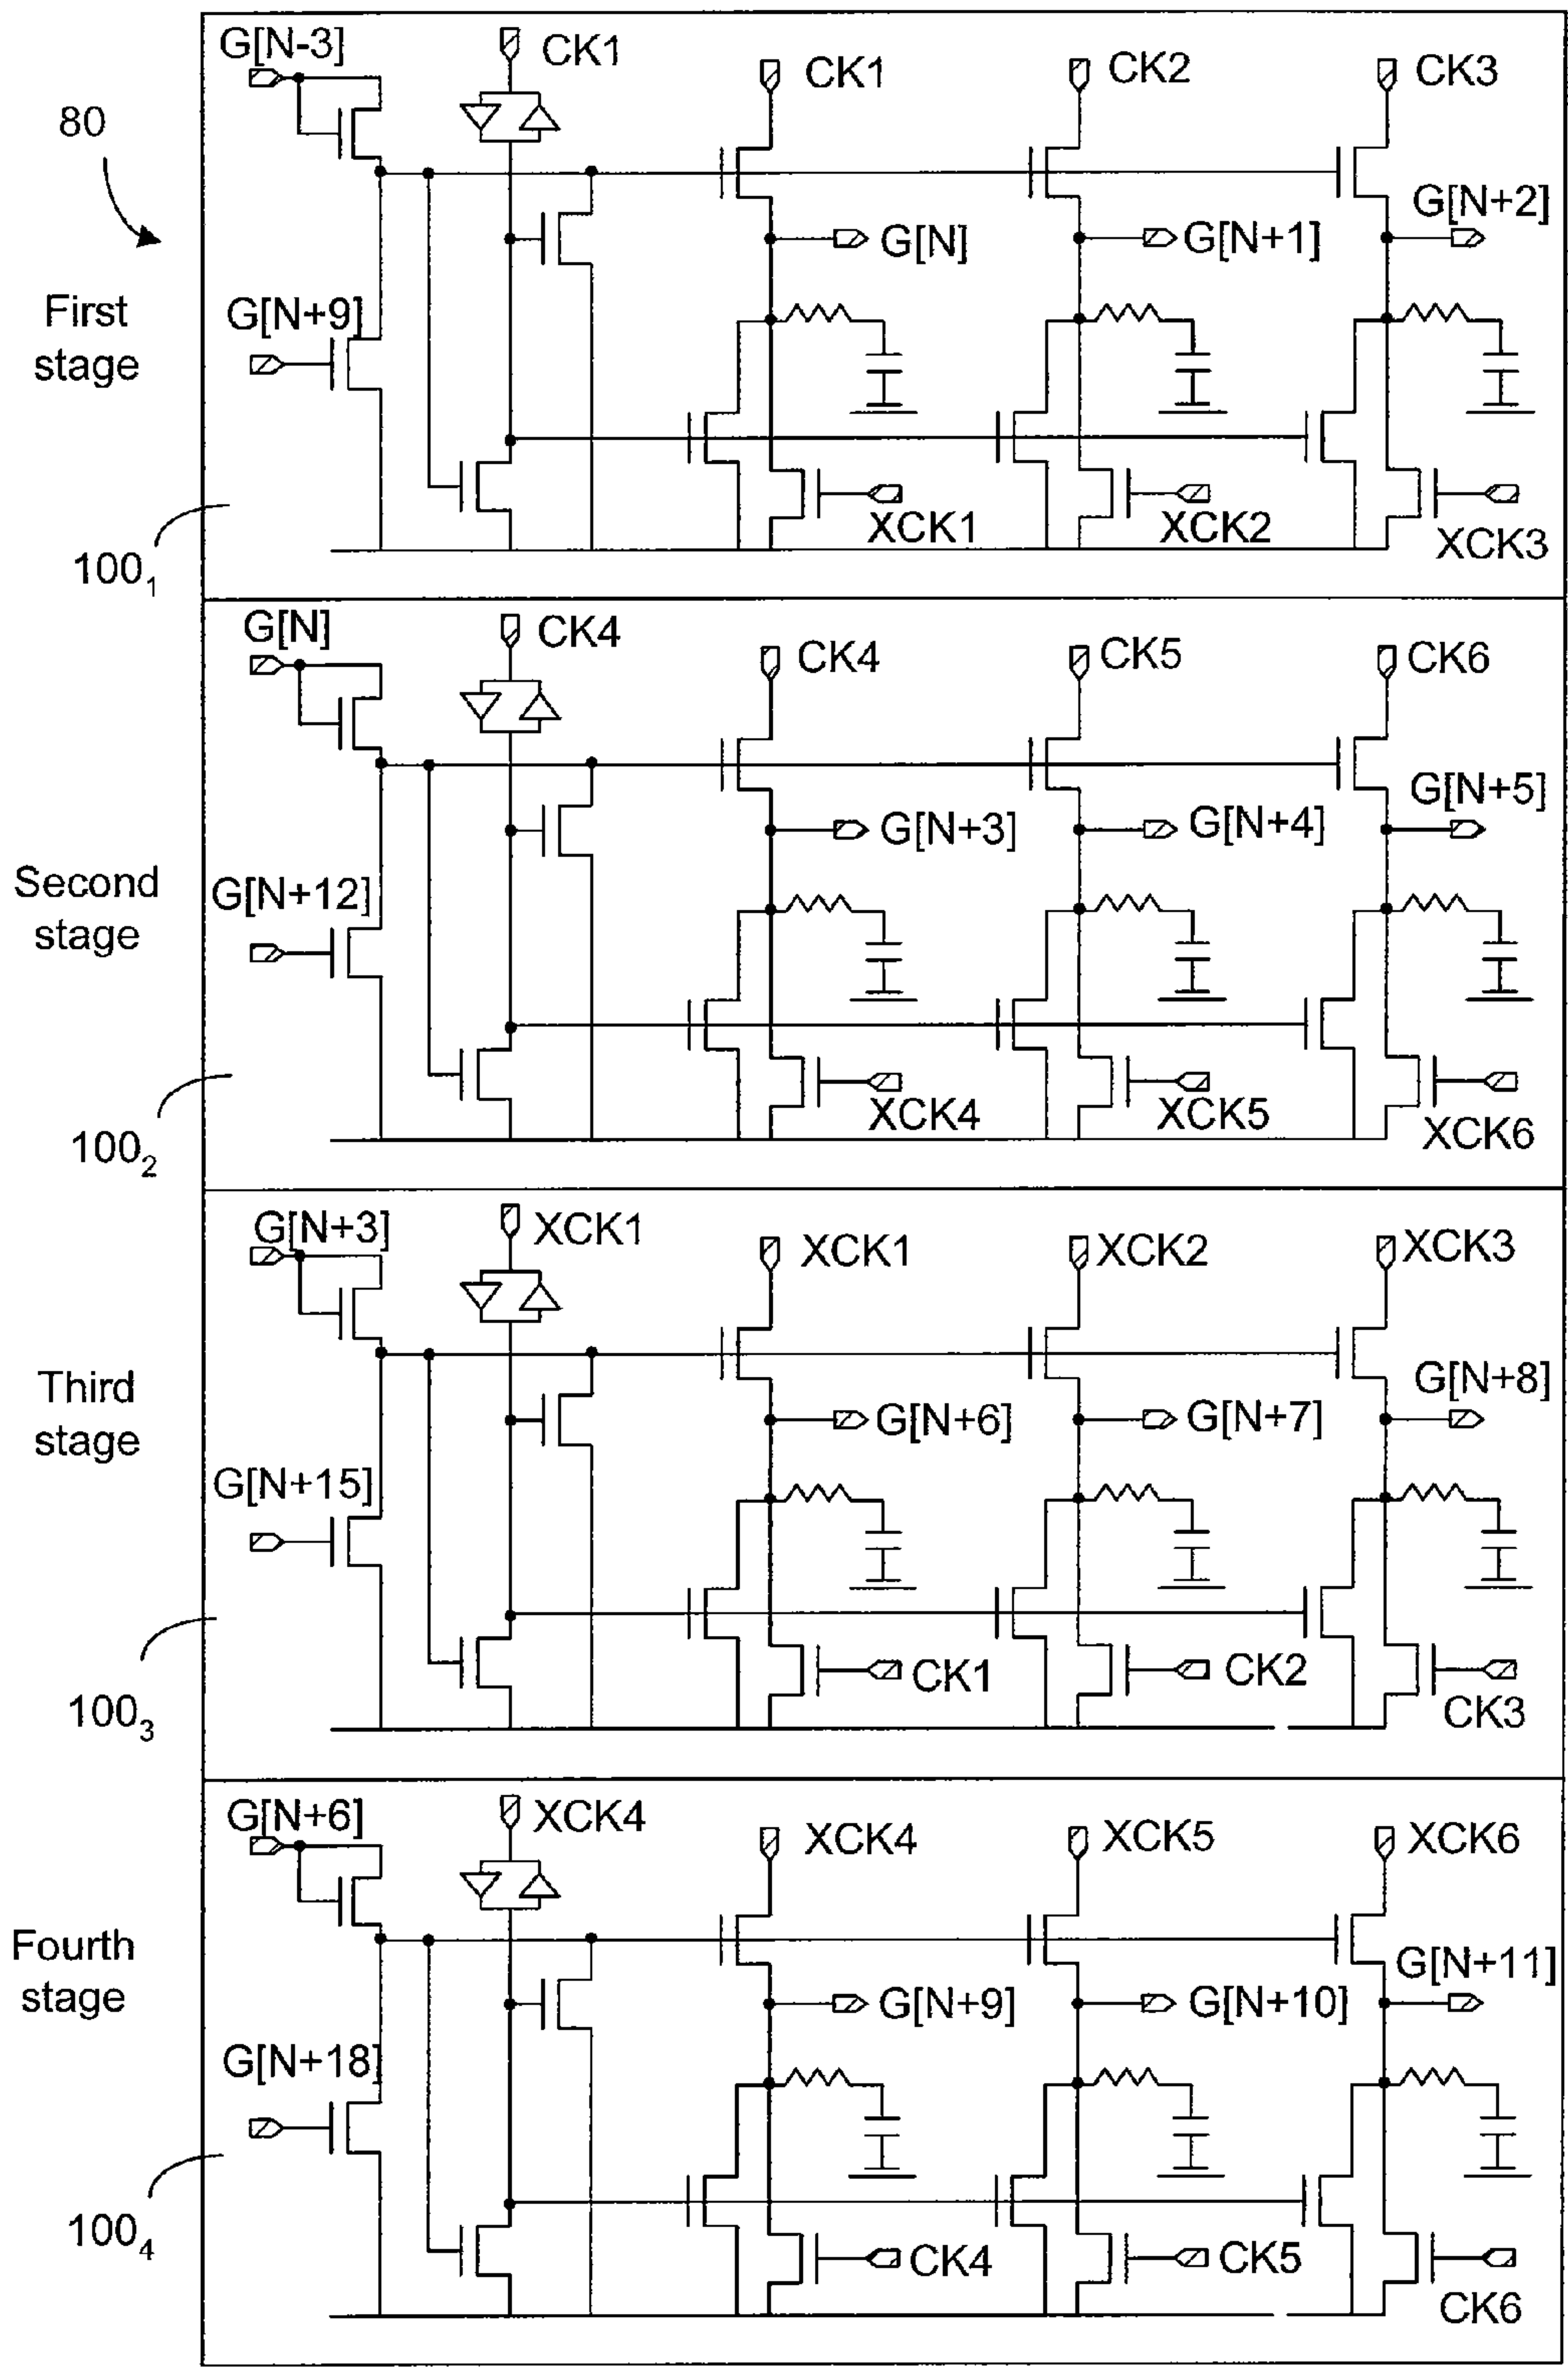 80
G[N-3]
CK1
CK1
CK2
CK3
G[N]
G[N+1]
G[N+2]
First
stage
G[N+9]
XCK1
XCK2
XCK3
100₁
G[N]
CK4
CK4
CK5
CK6
G[N+3]
G[N+4]
G[N+5]
Second
stage
G[N+12]
XCK4
XCK5
XCK6
100₂
G[N+3]
XCK1
XCK1
XCK2
XCK3
G[N+6]
G[N+7]
G[N+8]
Third
stage
G[N+15]
CK1
CK2
CK3
100₃
G[N+6]
XCK4
XCK4
XCK5
XCK6
G[N+9]
G[N+10]
G[N+11]
Fourth
stage
G[N+18]
CK4
CK5
CK6
100₄